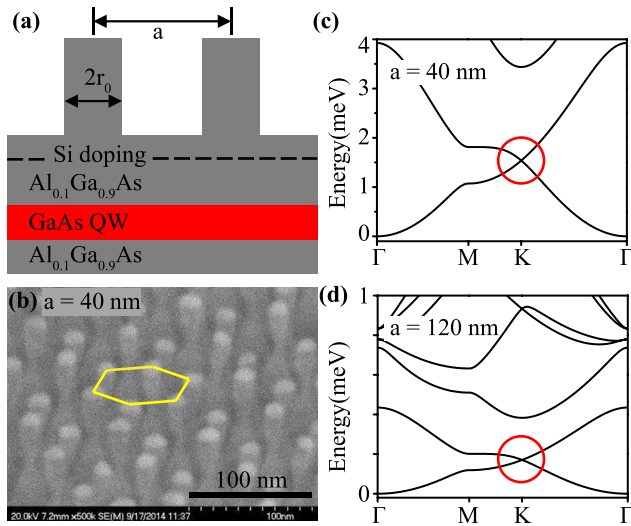 (a)
a
2r₀
Si doping
Al₀.₁Ga₀.₉As
GaAs QW
Al₀.₁Ga₀.₉As
(b) a = 40 nm
100 nm
20.0kV 7.2mm x500k SE(M) 9/17/2014 11:37 100nm
(c)
4
3
2
1
0
Energy(meV)
a = 40 nm
Γ M K Γ
(d)
1
0
Energy(meV)
a = 120 nm
Γ M K Γ